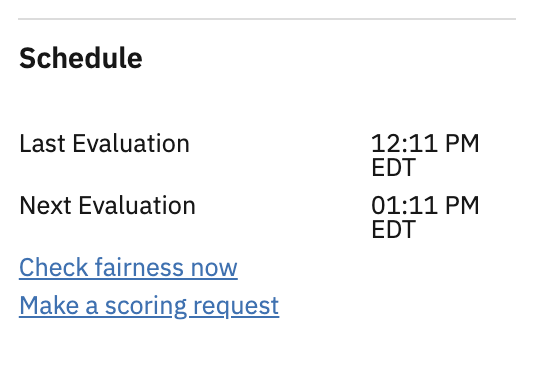 Schedule
Last Evaluation 12:11 PM
EDT
Next Evaluation 01:11 PM
EDT
Check fairness now
Make a scoring request